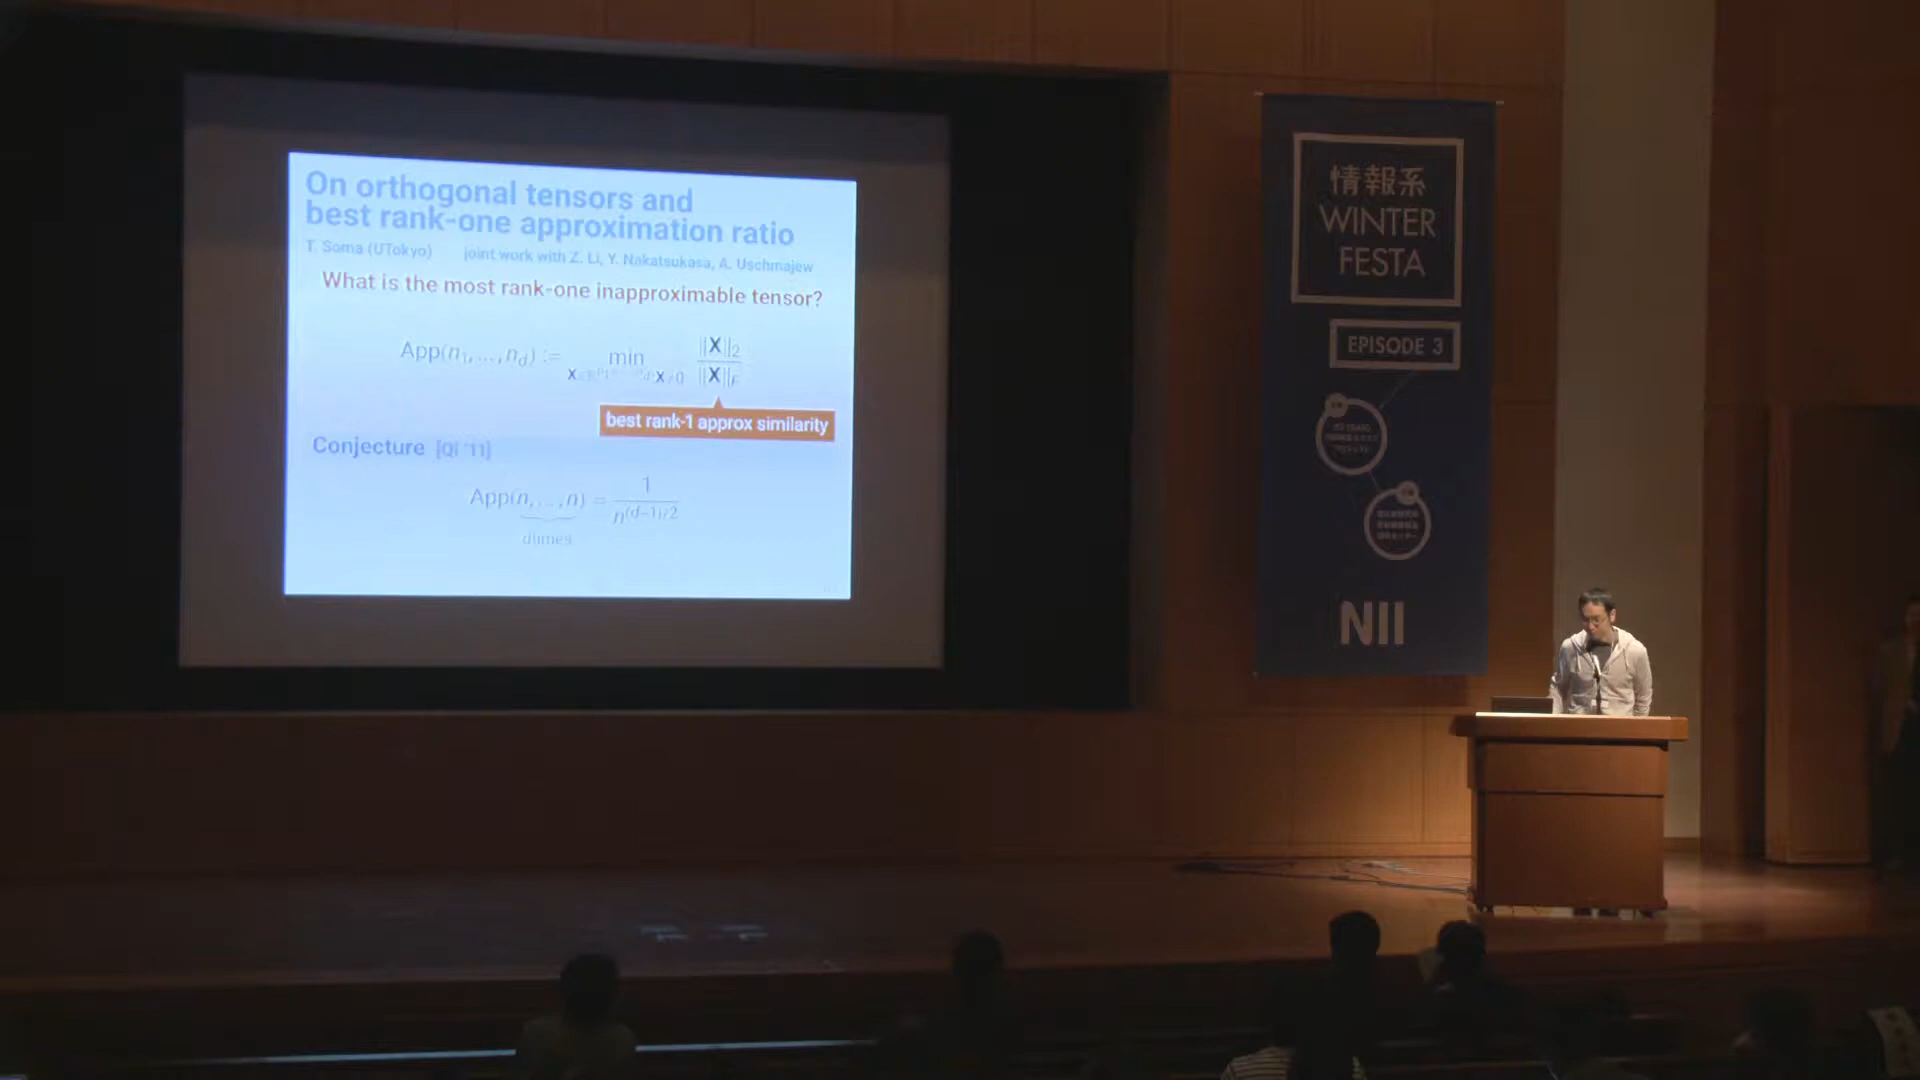 On orthogonal tensors and
best rank-one approximation ratio
T. Soma (UTokyo) joint work with Z. Li, Y. Nakatsukasa, A. Uschmajew
What is the most rank-one inapproximable tensor?
App(n₁,…,n_d) := min ‖X‖₂ / ‖X‖_F
best rank-1 approx similarity
Conjecture [Qi '11]
App(n,…,n) = 1 / n^{(d−1)/2}
d times
情報系
WINTER
FESTA
EPISODE 3
NII